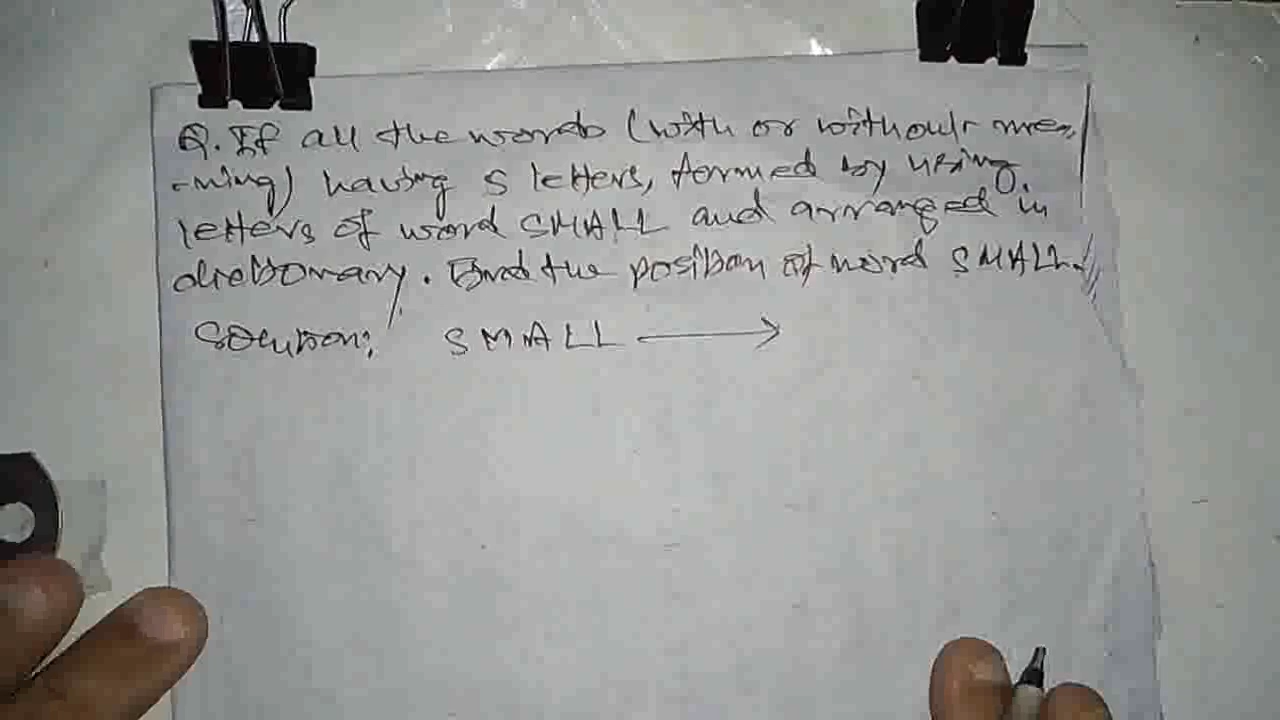 Q. If all the words (with or without mea-
-ning) having 5 letters, formed by using
letters of word SMALL and arranged in
dictionary. Find the position of word SMALL.
Solution: SMALL →